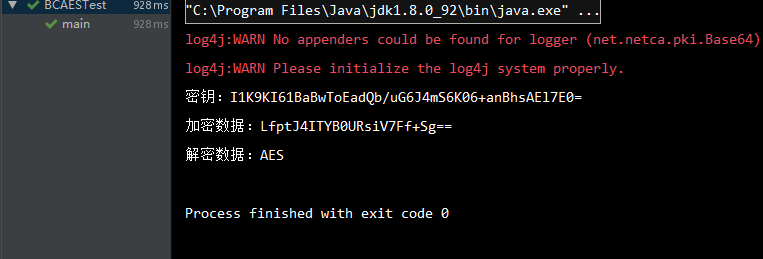 BCAESTest 928 ms
main 928 ms
"C:\Program Files\Java\jdk1.8.0_92\bin\java.exe" ...
log4j:WARN No appenders could be found for logger (net.netca.pki.Base64)
log4j:WARN Please initialize the log4j system properly.
密钥：I1K9KI61BaBwToEadQb/uG6J4mS6K06+anBhsAEl7E0=
加密数据：LfptJ4ITYB0URsiV7Ff+Sg==
解密数据：AES
Process finished with exit code 0